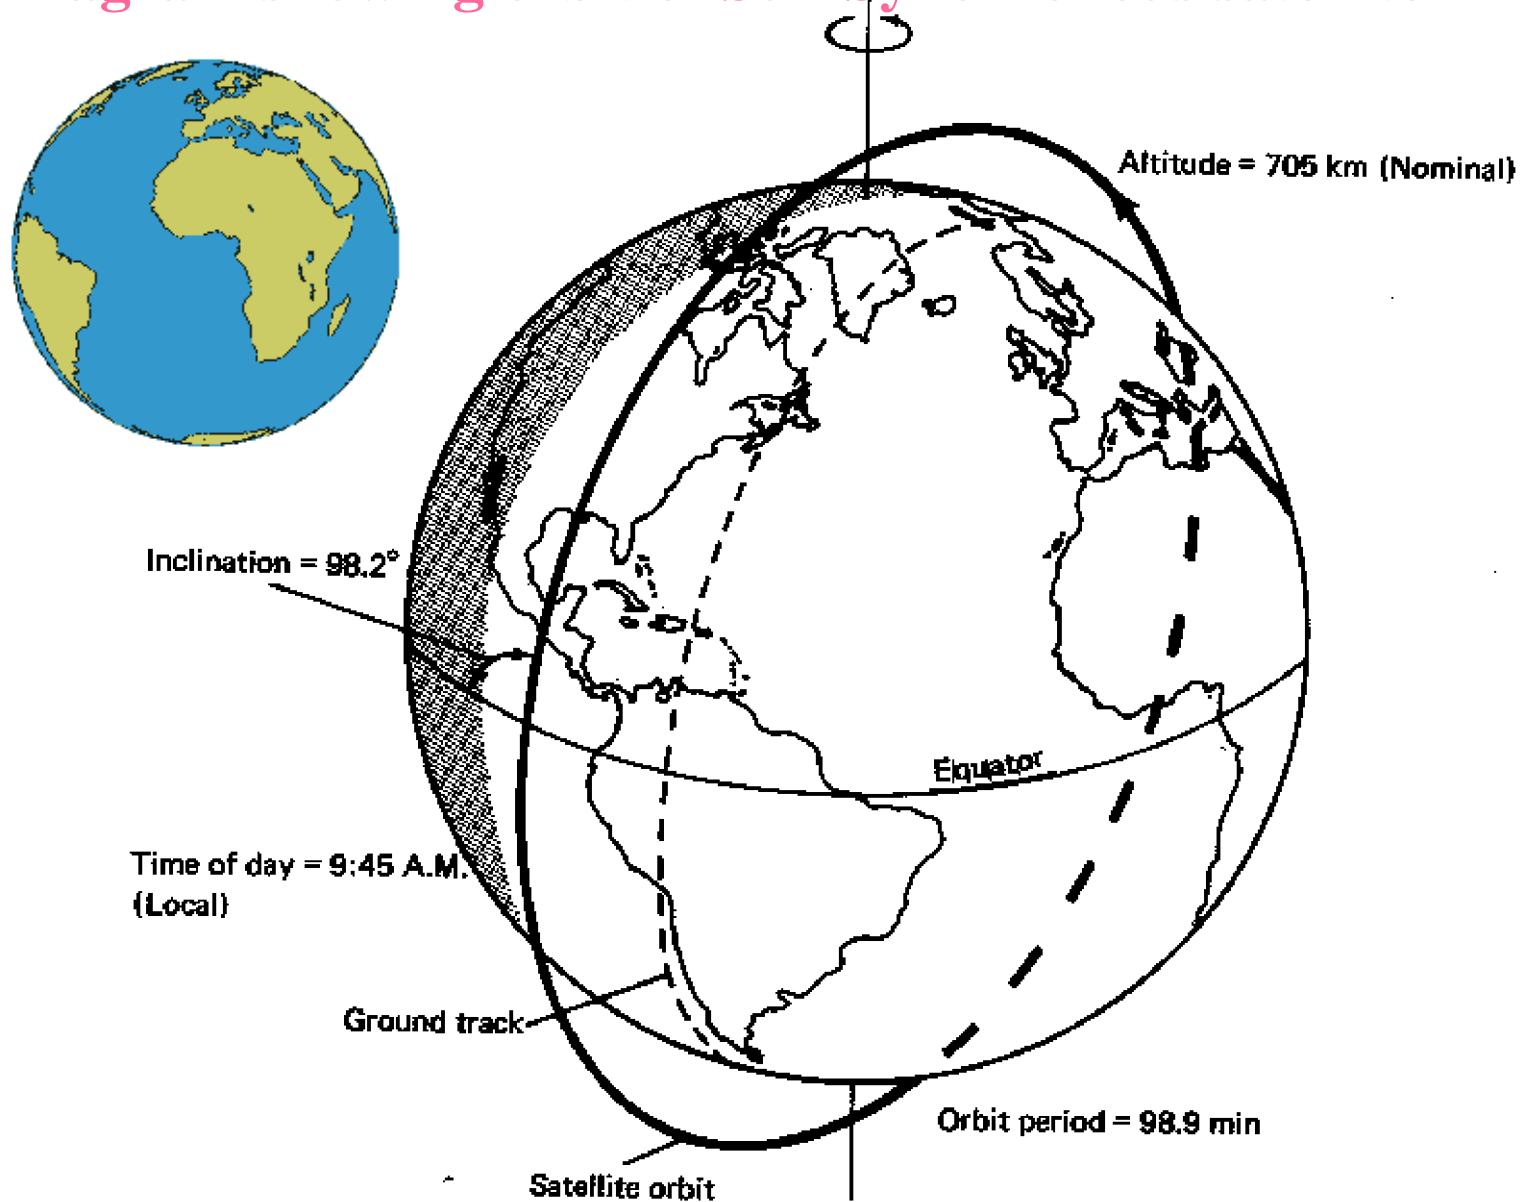 Altitude = 705 km (Nominal)
Inclination = 98.2°
Equator
Time of day = 9:45 A.M.
(Local)
Ground track
Orbit period = 98.9 min
Satellite orbit